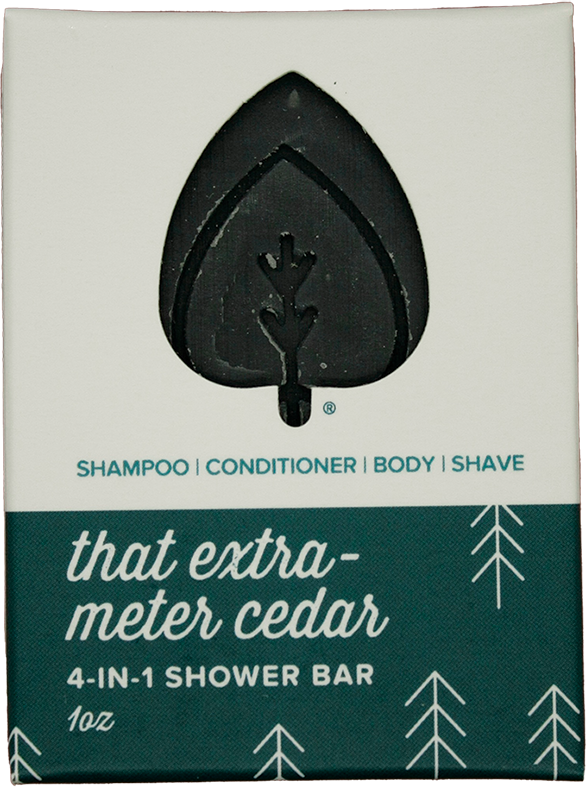 ®
SHAMPOO | CONDITIONER | BODY | SHAVE
that extra-
meter cedar
4-IN-1 SHOWER BAR
1oz